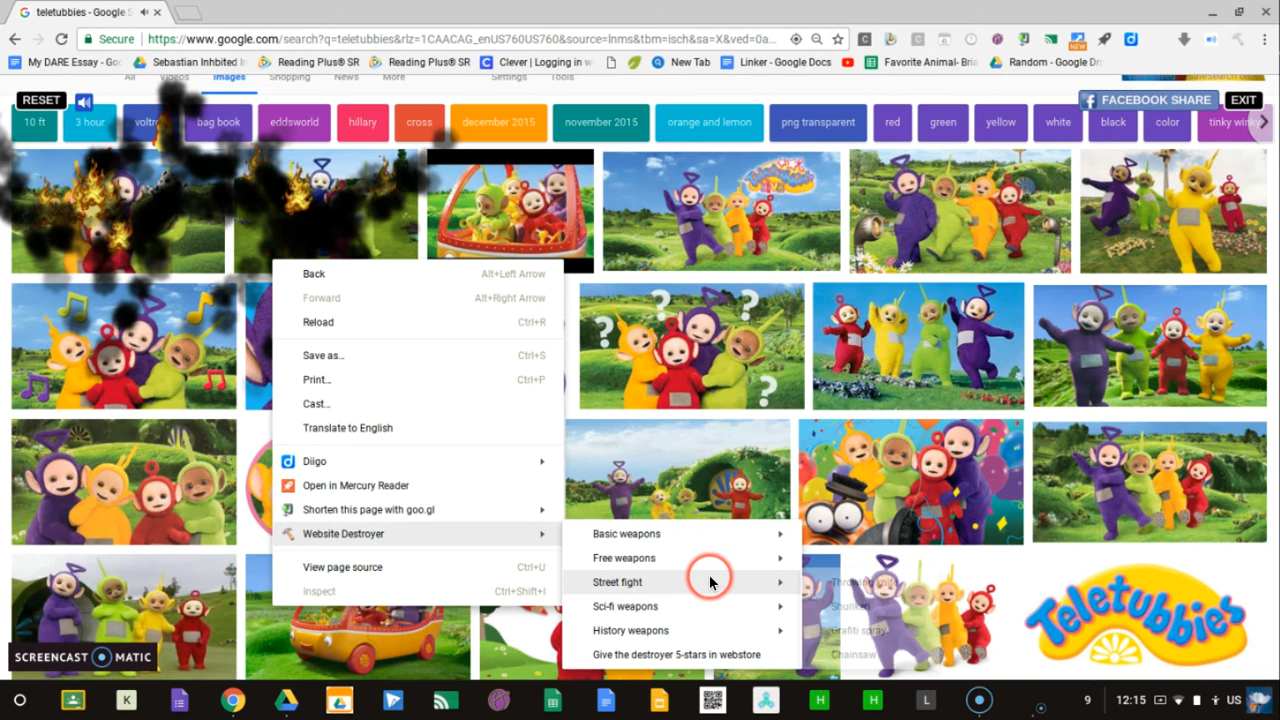 teletubbies - Google S
Secure
https://www.google.com/search?q=teletubbies&rlz=1CAACAG_enUS760US760&source=lnms&tbm=isch&sa=X&ved=0a...
My DARE Essay - Goo
Sebastian Inhbited In
Reading Plus® SR
Reading Plus® SR
Clever | Logging in w
New Tab
Linker - Google Docs
Favorite Animal- Bria
Random - Google Dri
NEW
All Videos Images Shopping News More Settings Tools
RESET
FACEBOOK SHARE
EXIT
10 ft
3 hour
voltro
bag book
eddsworld
hillary
cross
december 2015
november 2015
orange and lemon
png transparent
red
green
yellow
white
black
color
tinky winky
Back Alt+Left Arrow
Forward Alt+Right Arrow
Reload Ctrl+R
Save as... Ctrl+S
Print... Ctrl+P
Cast...
Translate to English
Diigo
Open in Mercury Reader
Shorten this page with goo.gl
Website Destroyer
View page source Ctrl+U
Inspect Ctrl+Shift+I
Basic weapons
Free weapons
Street fight
Sci-fi weapons
History weapons
Give the destroyer 5-stars in webstore
Throwing knife
Shuriken
Grafiti spray
Chainsaw
Teletubbies
SCREENCAST MATIC
K
H
H
L
9
12:15
US